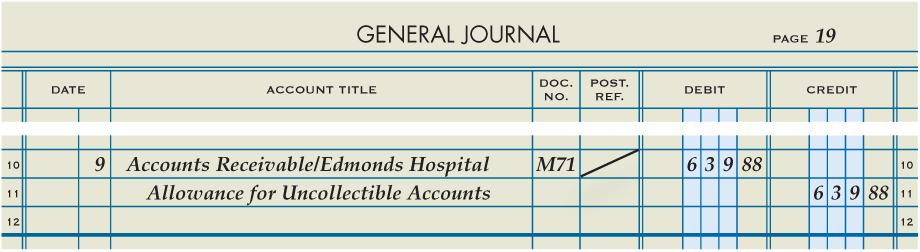 GENERAL JOURNAL PAGE 19
DATE ACCOUNT TITLE DOC. NO. POST. REF. DEBIT CREDIT
10 9 Accounts Receivable/Edmonds Hospital M71 6 3 9 88 10
11 Allowance for Uncollectible Accounts 6 3 9 88 11
12 12